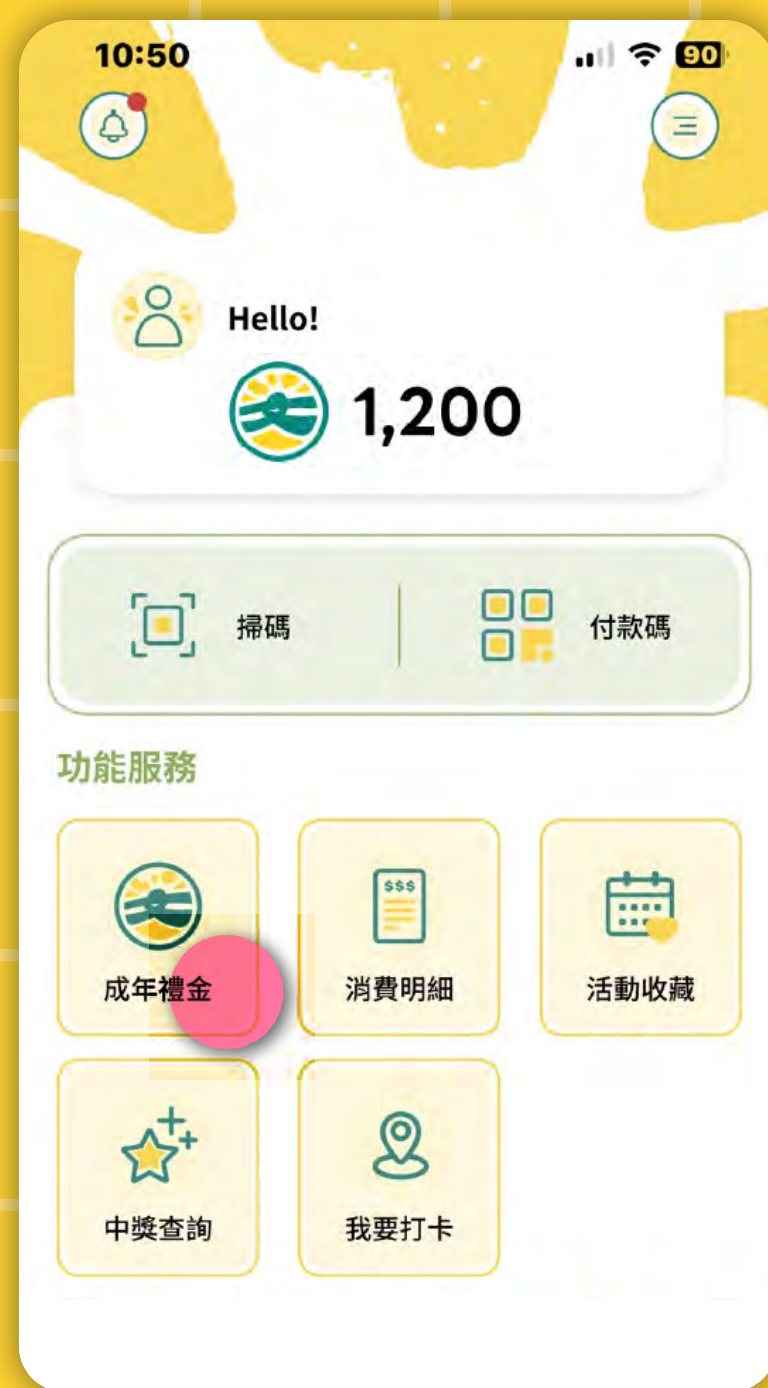 10:50
90
Hello!
1,200
掃碼
付款碼
功能服務
成年禮金
$$$
消費明細
活動收藏
中獎查詢
我要打卡